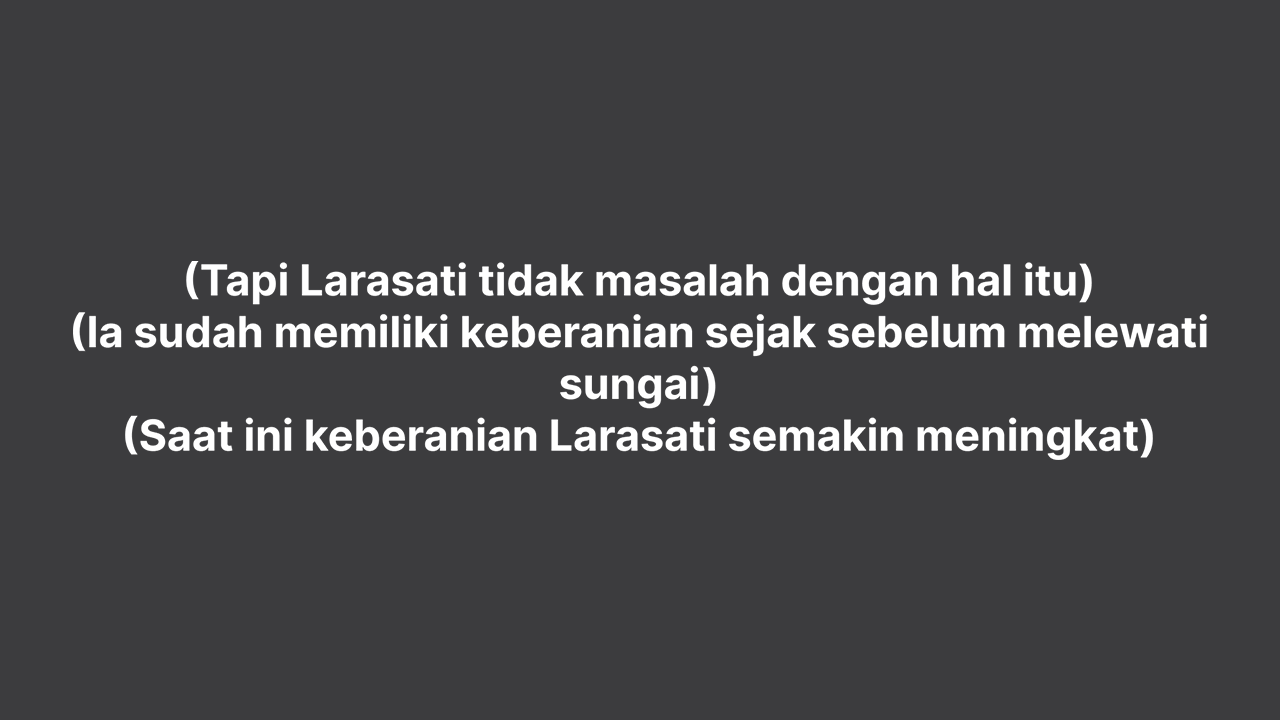 (Tapi Larasati tidak masalah dengan hal itu)
(Ia sudah memiliki keberanian sejak sebelum melewati
sungai)
(Saat ini keberanian Larasati semakin meningkat)